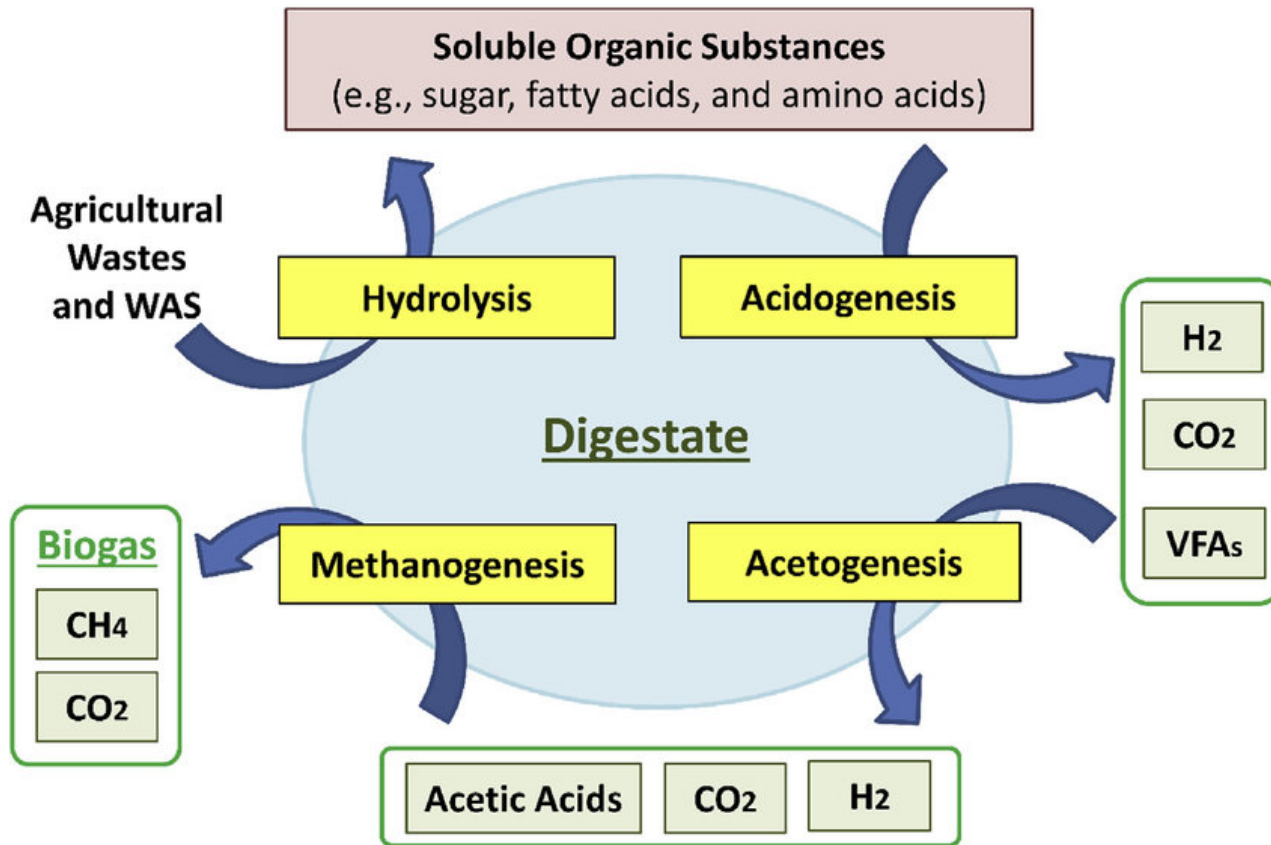 Soluble Organic Substances
(e.g., sugar, fatty acids, and amino acids)
Agricultural
Wastes
and WAS
Hydrolysis
Acidogenesis
H2
CO2
VFAs
Digestate
Methanogenesis
Acetogenesis
Biogas
CH4
CO2
Acetic Acids
CO2
H2